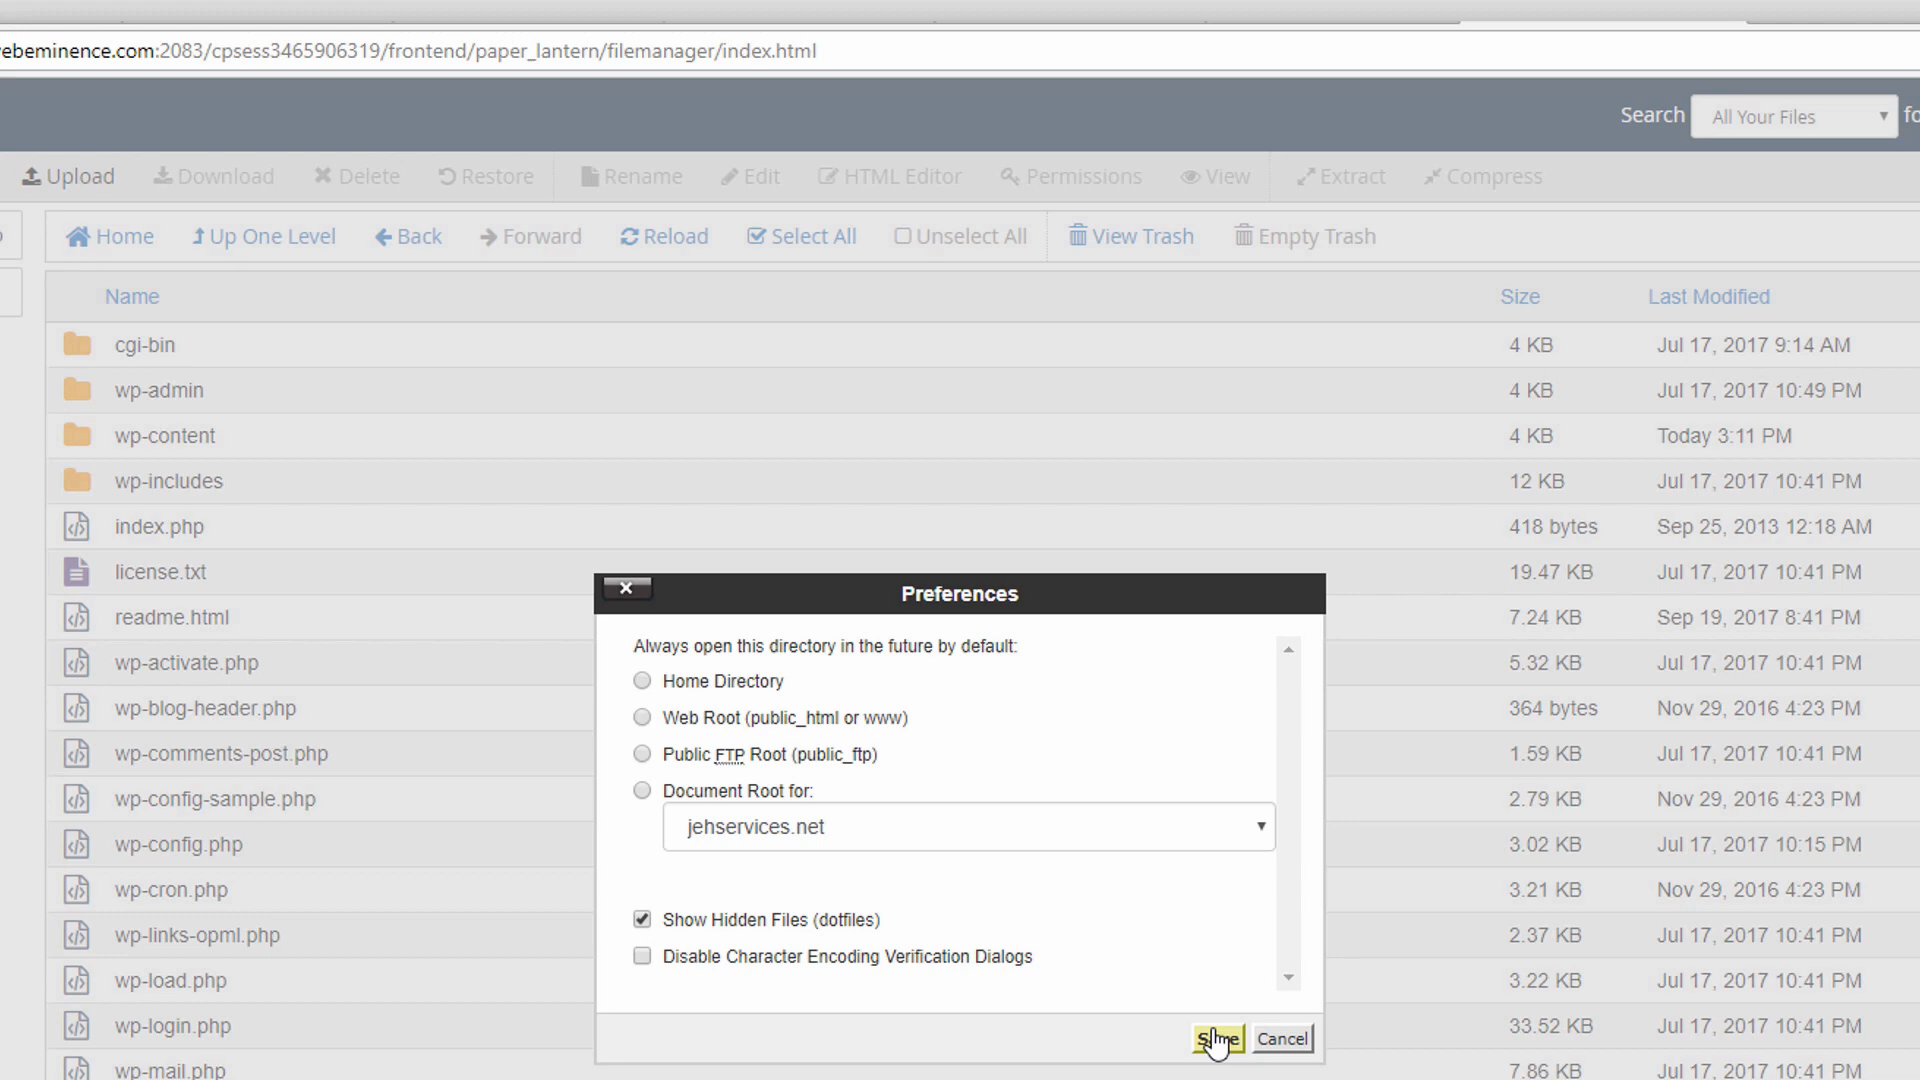 ebeminence.com:2083/cpsess3465906319/frontend/paper_lantern/filemanager/index.html
Search All Your Files
Upload Download Delete Restore Rename Edit HTML Editor Permissions View Extract Compress
Home Up One Level Back Forward Reload Select All Unselect All View Trash Empty Trash
Name Size Last Modified
cgi-bin 4 KB Jul 17, 2017 9:14 AM
wp-admin 4 KB Jul 17, 2017 10:49 PM
wp-content 4 KB Today 3:11 PM
wp-includes 12 KB Jul 17, 2017 10:41 PM
index.php 418 bytes Sep 25, 2013 12:18 AM
license.txt 19.47 KB Jul 17, 2017 10:41 PM
readme.html 7.24 KB Sep 19, 2017 8:41 PM
wp-activate.php 5.32 KB Jul 17, 2017 10:41 PM
wp-blog-header.php 364 bytes Nov 29, 2016 4:23 PM
wp-comments-post.php 1.59 KB Jul 17, 2017 10:41 PM
wp-config-sample.php 2.79 KB Nov 29, 2016 4:23 PM
wp-config.php 3.02 KB Jul 17, 2017 10:15 PM
wp-cron.php 3.21 KB Nov 29, 2016 4:23 PM
wp-links-opml.php 2.37 KB Jul 17, 2017 10:41 PM
wp-load.php 3.22 KB Jul 17, 2017 10:41 PM
wp-login.php 33.52 KB Jul 17, 2017 10:41 PM
wp-mail.php 7.86 KB Jul 17, 2017 10:41 PM
Preferences
Always open this directory in the future by default:
Home Directory
Web Root (public_html or www)
Public FTP Root (public_ftp)
Document Root for:
jehservices.net
Show Hidden Files (dotfiles)
Disable Character Encoding Verification Dialogs
Cancel